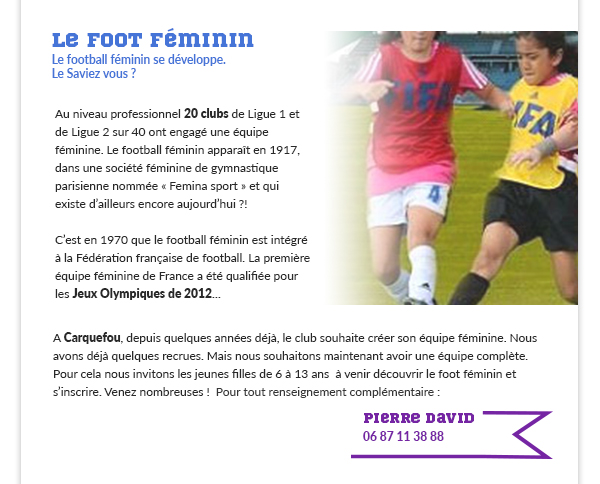 Le foot féminin
Le football féminin se développe.
Le Saviez vous ?
Au niveau professionnel 20 clubs de Ligue 1 et
de Ligue 2 sur 40 ont engagé une équipe
féminine. Le football féminin apparaît en 1917,
dans une société féminine de gymnastique
parisienne nommée « Femina sport » et qui
existe d'ailleurs encore aujourd'hui ?!
C'est en 1970 que le football féminin est intégré
à la Fédération française de football. La première
équipe féminine de France a été qualifiée pour
les Jeux Olympiques de 2012...
FIFA
4
FIFA
A Carquefou, depuis quelques années déjà, le club souhaite créer son équipe féminine. Nous
avons déjà quelques recrues. Mais nous souhaitons maintenant avoir une équipe complète.
Pour cela nous invitons les jeunes filles de 6 à 13 ans à venir découvrir le foot féminin et
s'inscrire. Venez nombreuses ! Pour tout renseignement complémentaire :
Pierre David
06 87 11 38 88